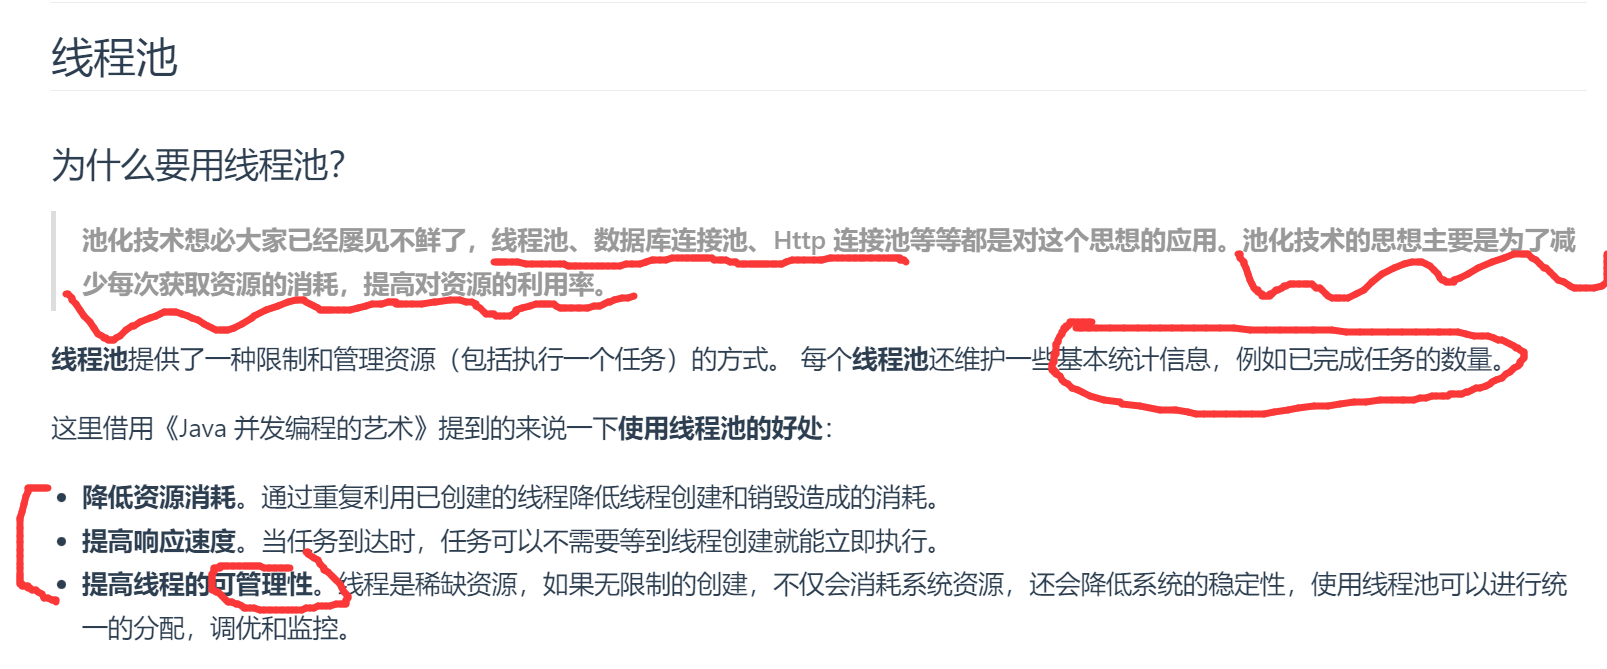 线程池
为什么要用线程池？
池化技术想必大家已经屡见不鲜了，线程池、数据库连接池、Http 连接池等等都是对这个思想的应用。池化技术的思想主要是为了减
少每次获取资源的消耗，提高对资源的利用率。
线程池提供了一种限制和管理资源（包括执行一个任务）的方式。 每个线程池还维护一些基本统计信息，例如已完成任务的数量。
这里借用《Java 并发编程的艺术》提到的来说一下使用线程池的好处：
• 降低资源消耗。通过重复利用已创建的线程降低线程创建和销毁造成的消耗。
• 提高响应速度。当任务到达时，任务可以不需要等到线程创建就能立即执行。
• 提高线程的可管理性。线程是稀缺资源，如果无限制的创建，不仅会消耗系统资源，还会降低系统的稳定性，使用线程池可以进行统
一的分配，调优和监控。